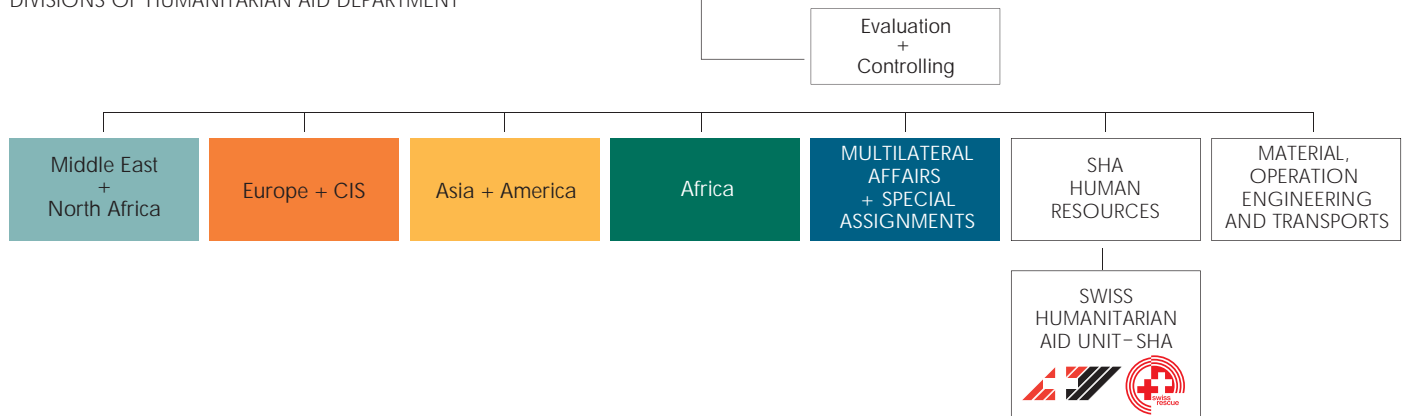 DIVISIONS OF HUMANITARIAN AID DEPARTMENT
Evaluation
+
Controlling
Middle East
+
North Africa
Europe + CIS
Asia + America
Africa
MULTILATERAL
AFFAIRS
+ SPECIAL
ASSIGNMENTS
SHA
HUMAN
RESOURCES
MATERIAL,
OPERATION
ENGINEERING
AND TRANSPORTS
SWISS
HUMANITARIAN
AID UNIT–SHA
swiss
rescue